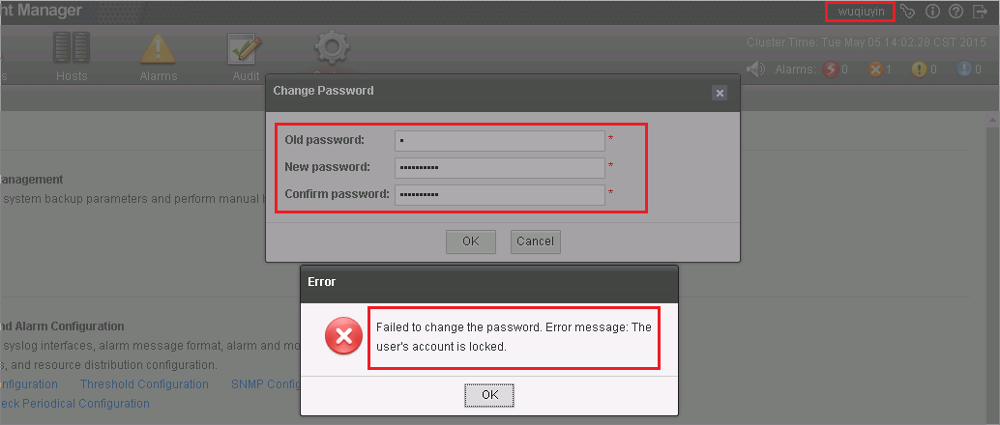 nt Manager
wuqiuyin
Cluster Time: Tue May 05 14:02:28 CST 2015
Hosts
Alarms
Audit
Alarms: 0 1 0 0
Change Password
Old password: *
New password: *
Confirm password: *
anagement
system backup parameters and perform manual b
OK Cancel
Error
Failed to change the password. Error message: The
user's account is locked.
OK
nd Alarm Configuration
syslog interfaces, alarm message format, alarm and mo
s, and resource distribution configuration.
nfiguration Threshold Configuration SNMP Config
eck Periodical Configuration